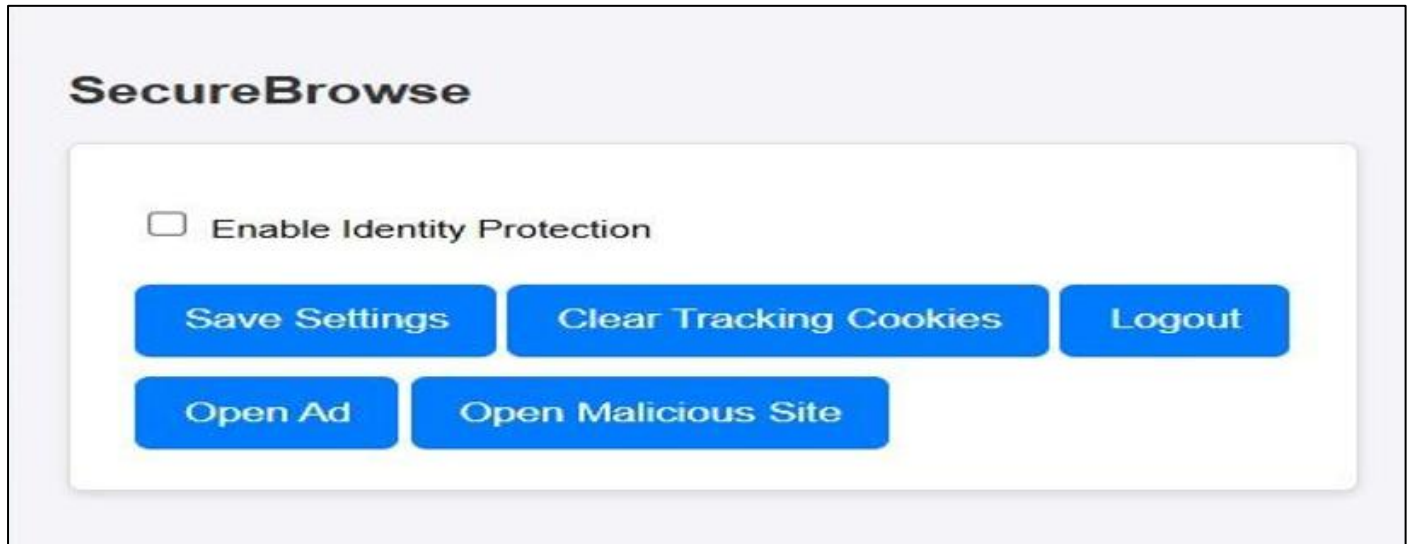 SecureBrowse
Enable Identity Protection
Save Settings Clear Tracking Cookies Logout
Open Ad Open Malicious Site